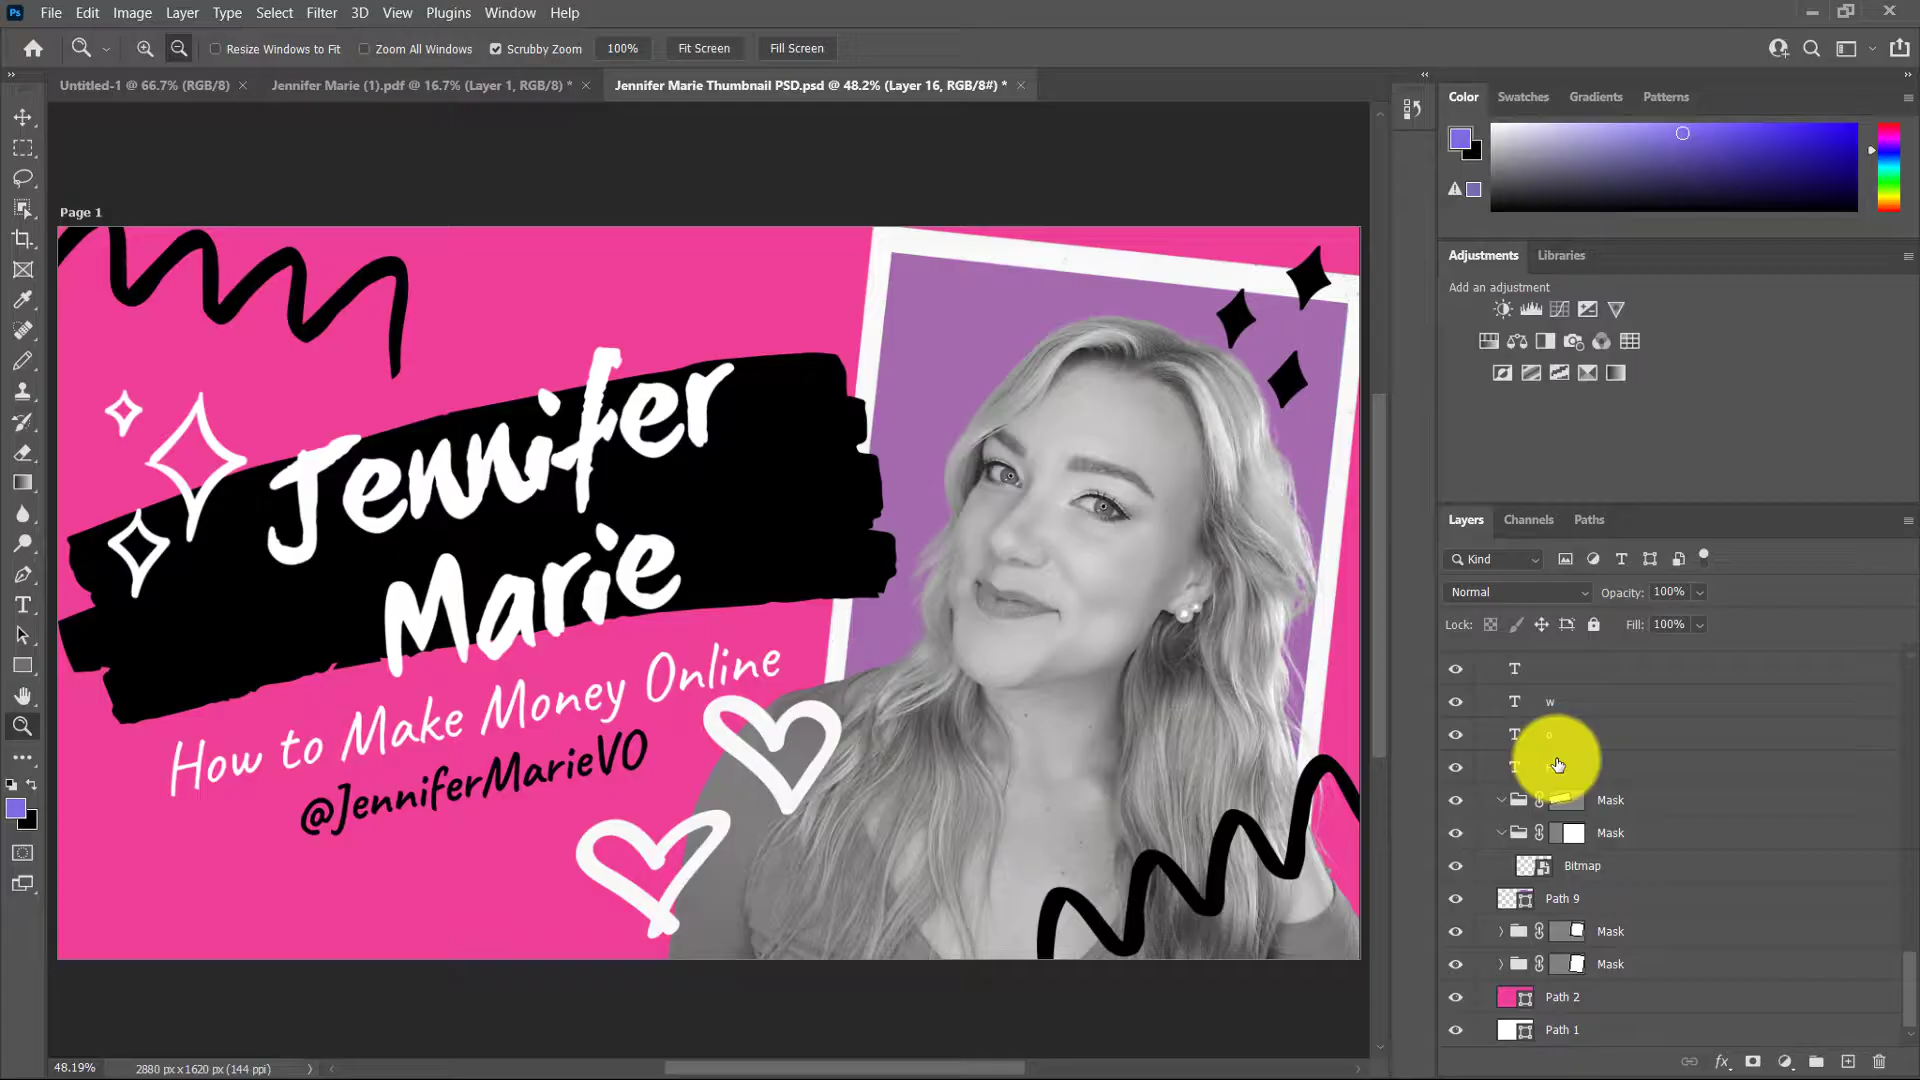 Ps File Edit Image Layer Type Select Filter 3D View Plugins Window Help
Resize Windows to Fit Zoom All Windows Scrubby Zoom 100% Fit Screen Fill Screen
Untitled-1 @ 66.7% (RGB/8) × Jennifer Marie (1).pdf @ 16.7% (Layer 1, RGB/8) * × Jennifer Marie Thumbnail PSD.psd @ 48.2% (Layer 16, RGB/8#) * ×
Page 1
Jennifer
Marie
How to Make Money Online
@JenniferMarieVO
48.19% 2880 px x 1620 px (144 ppi)
Color Swatches Gradients Patterns
Adjustments Libraries
Add an adjustment
Layers Channels Paths
Kind
Normal Opacity: 100%
Lock: Fill: 100%
T
T w
T o
T
Mask
Mask
Bitmap
Path 9
Mask
Mask
Path 2
Path 1
fx